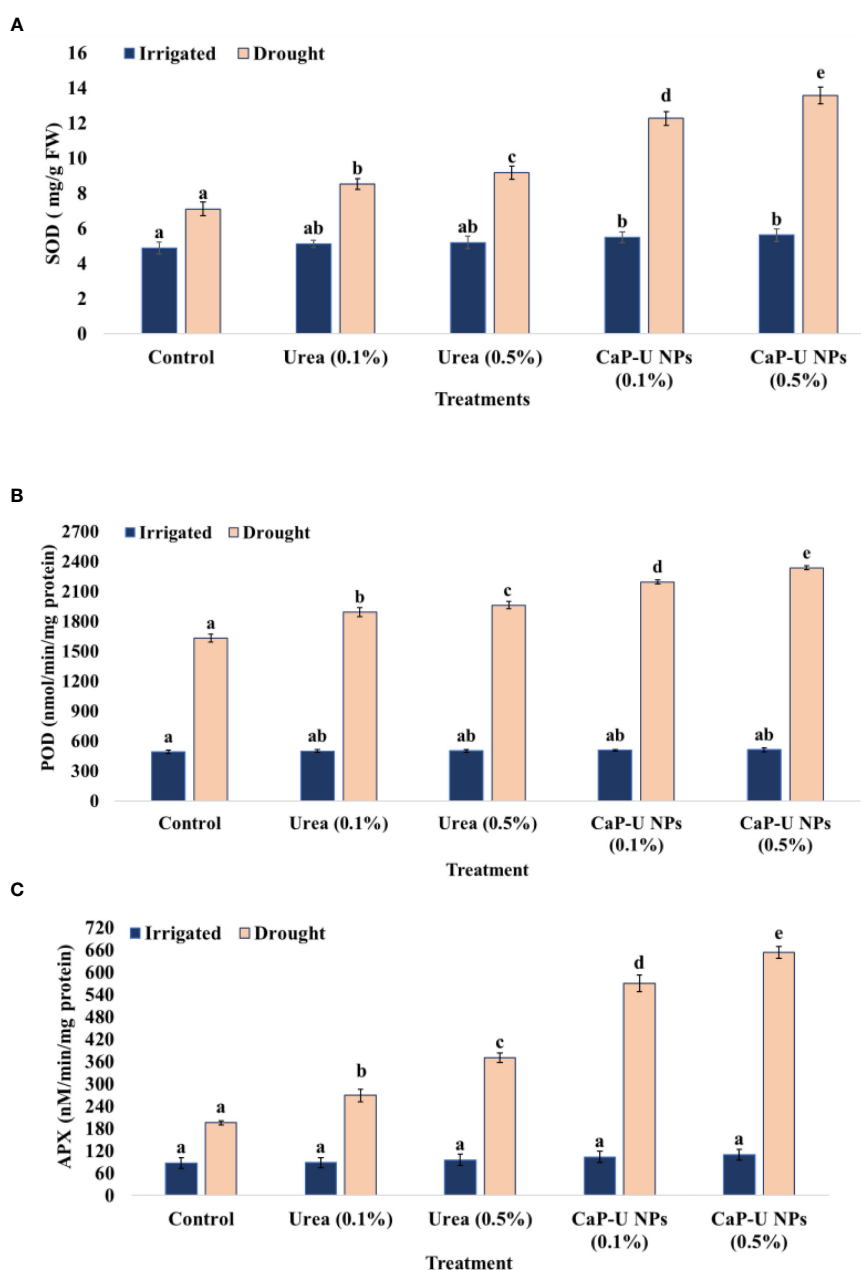 A
16
14
12
10
8
6
4
2
0
SOD ( mg/g FW)
Irrigated Drought
a a ab b ab c b d b e
Control Urea (0.1%) Urea (0.5%) CaP-U NPs CaP-U NPs
(0.1%) (0.5%)
Treatments
B
2700
2400
2100
1800
1500
1200
900
600
300
0
POD (nmol/min/mg protein)
Irrigated Drought
a a ab b ab c ab d ab e
Control Urea (0.1%) Urea (0.5%) CaP-U NPs CaP-U NPs
(0.1%) (0.5%)
Treatment
C
720
660
600
540
480
420
360
300
240
180
120
60
0
APX (nM/min/mg protein)
Irrigated Drought
a a a b a c a d a e
Control Urea (0.1%) Urea (0.5%) CaP-U NPs CaP-U NPs
(0.1%) (0.5%)
Treatment